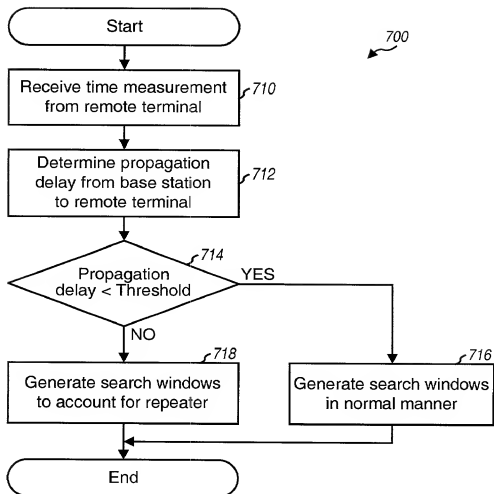 Start
700
Receive time measurement
from remote terminal
710
Determine propagation
delay from base station
to remote terminal
712
714
Propagation
delay < Threshold
YES
NO
718
Generate search windows
to account for repeater
716
Generate search windows
in normal manner
End